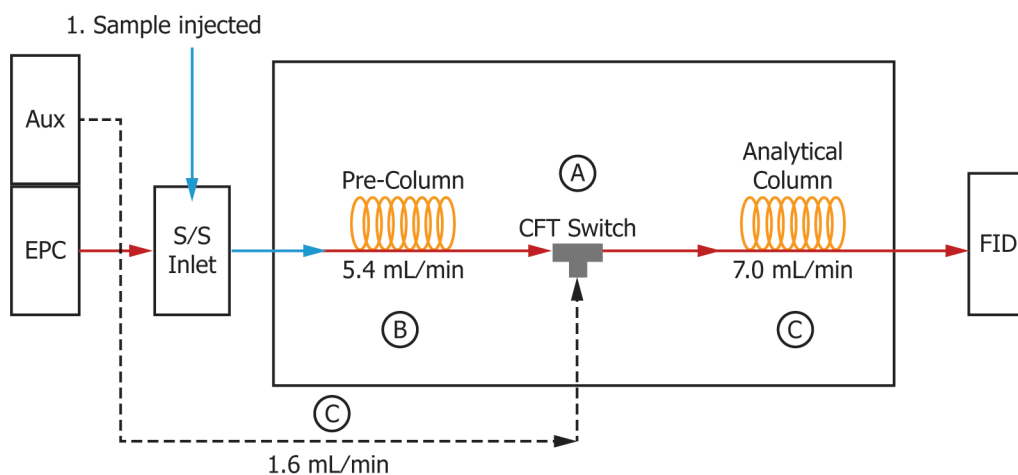 1. Sample injected
Aux
EPC
S/S
Inlet
Pre-Column
5.4 mL/min
B
A
CFT Switch
Analytical
Column
7.0 mL/min
C
FID
C
1.6 mL/min